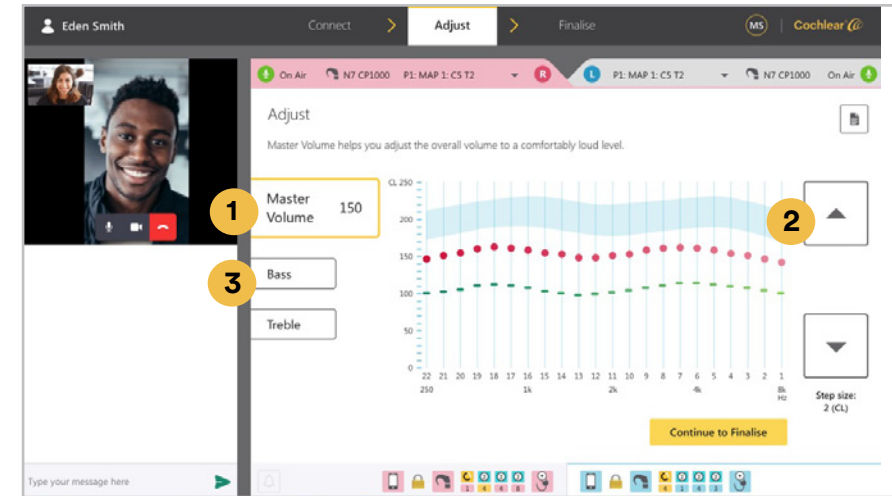 Eden Smith
Connect
Adjust
Finalise
MS
Cochlear
On Air N7 CP1000 P1: MAP 1: C5 T2 R
L P1: MAP 1: C5 T2 N7 CP1000 On Air
Adjust
Master Volume helps you adjust the overall volume to a comfortably loud level.
1
Master
Volume
150
3
Bass
Treble
CL 250
200
150
100
50
0
22 21 20 19 18 17 16 15 14 13 12 11 10 9 8 7 6 5 4 3 2 1
250 1k 2k 4k 8k
Hz
2
Step size:
2 (CL)
Continue to Finalise
Type your message here